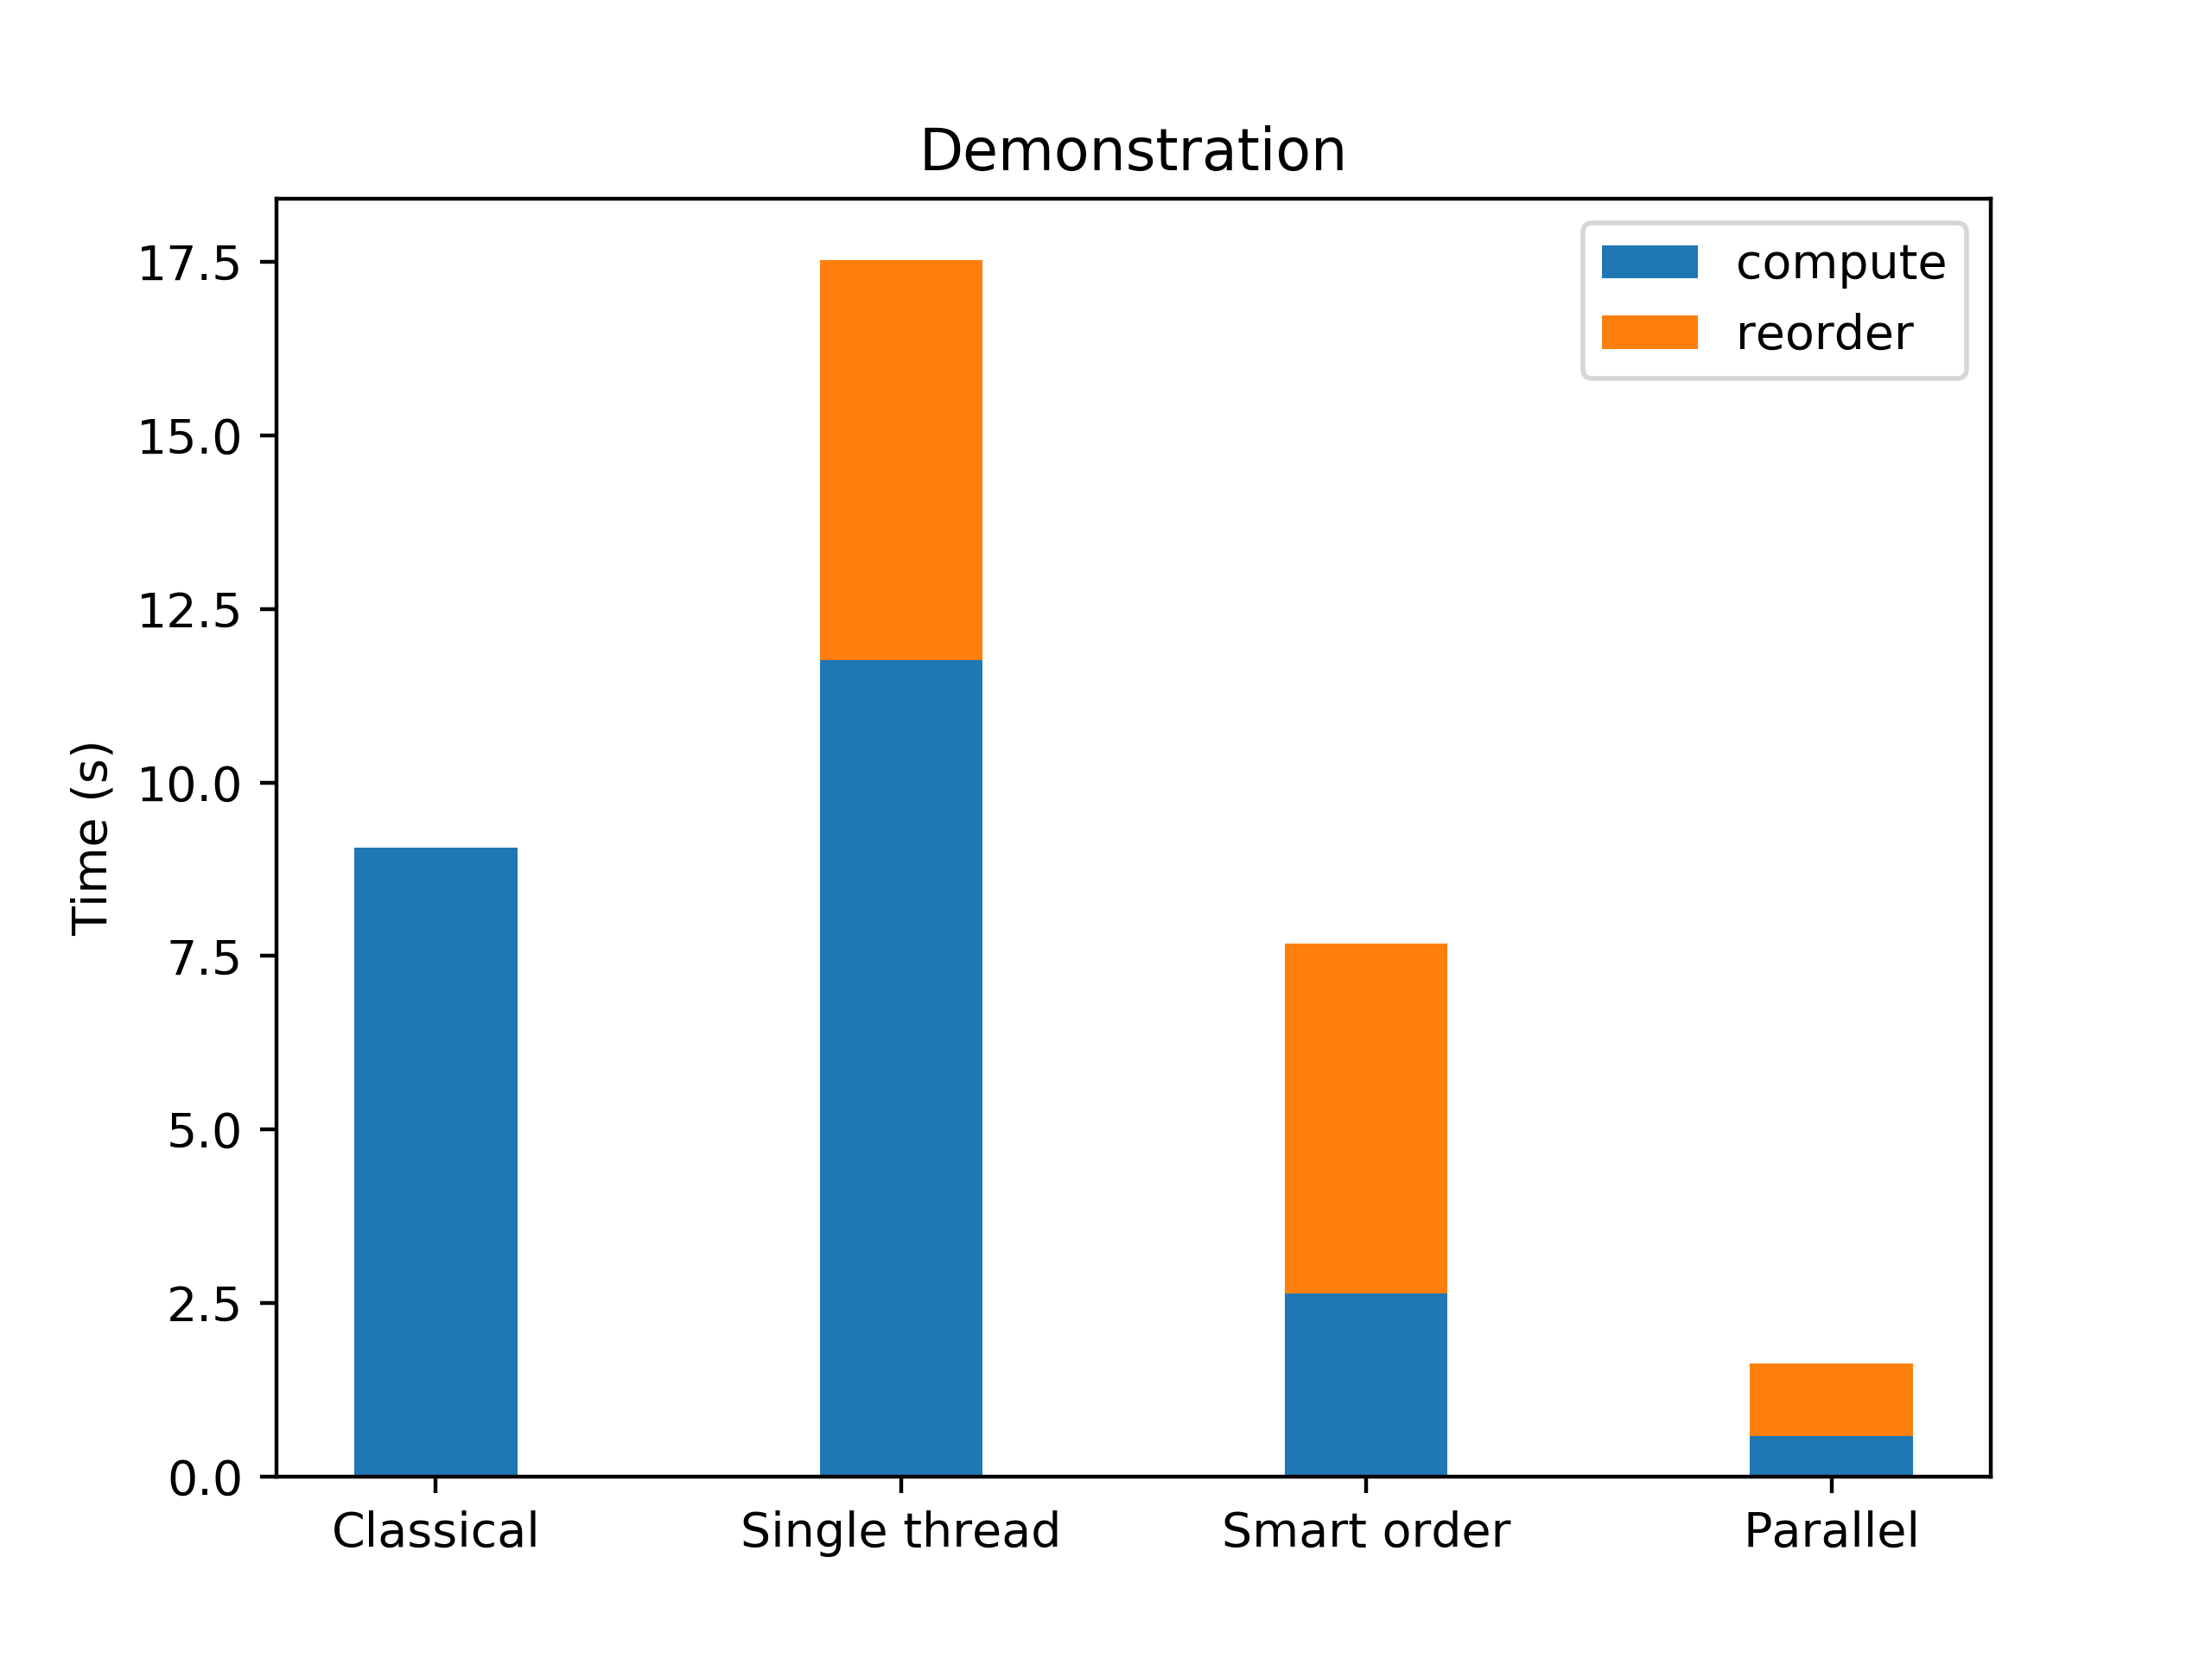 Demonstration
compute
reorder
Time (s)
17.5
15.0
12.5
10.0
7.5
5.0
2.5
0.0
Classical
Single thread
Smart order
Parallel